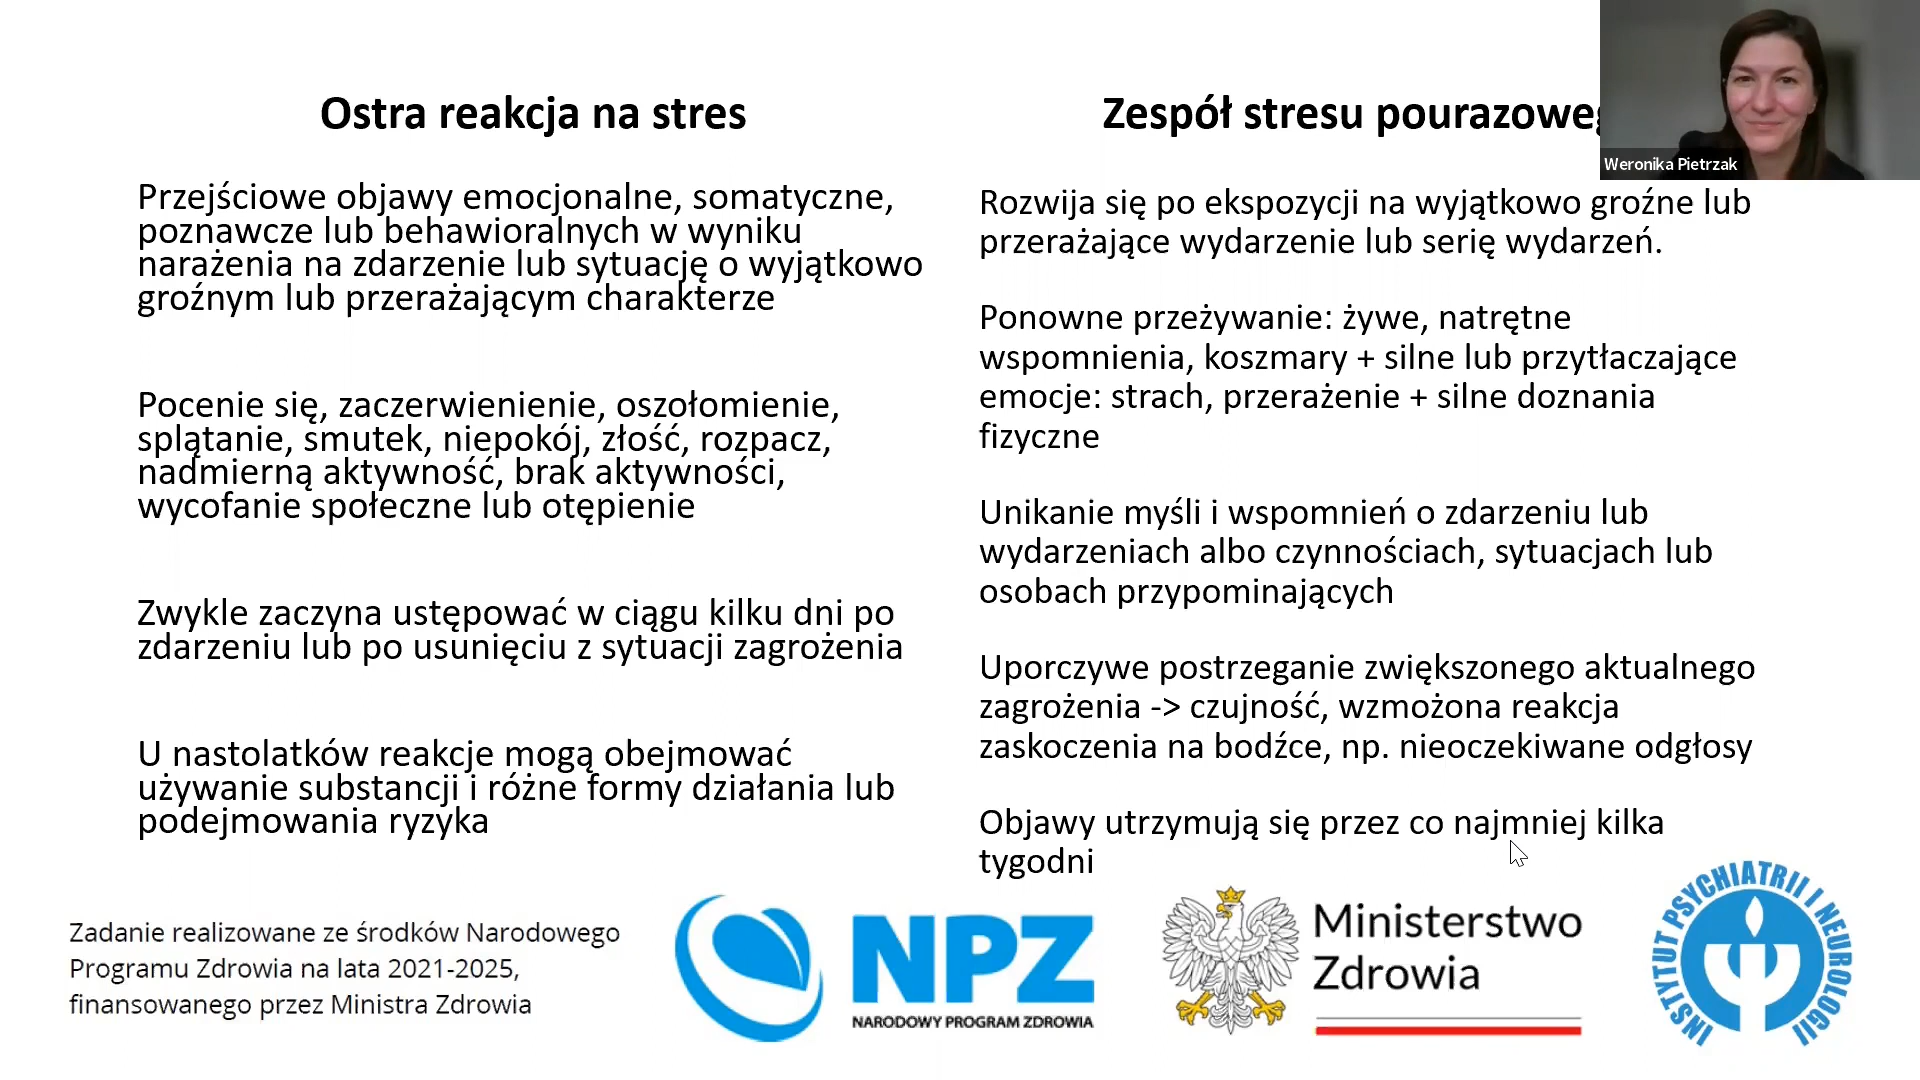 Ostra reakcja na stres
Przejściowe objawy emocjonalne, somatyczne,
poznawcze lub behawioralnych w wyniku
narażenia na zdarzenie lub sytuację o wyjątkowo
groźnym lub przerażającym charakterze
Pocenie się, zaczerwienienie, oszołomienie,
splątanie, smutek, niepokój, złość, rozpacz,
nadmierną aktywność, brak aktywności,
wycofanie społeczne lub otępienie
Zwykle zaczyna ustępować w ciągu kilku dni po
zdarzeniu lub po usunięciu z sytuacji zagrożenia
U nastolatków reakcje mogą obejmować
używanie substancji i różne formy działania lub
podejmowania ryzyka
Zespół stresu pourazoweg
Rozwija się po ekspozycji na wyjątkowo groźne lub
przerażające wydarzenie lub serię wydarzeń.
Ponowne przeżywanie: żywe, natrętne
wspomnienia, koszmary + silne lub przytłaczające
emocje: strach, przerażenie + silne doznania
fizyczne
Unikanie myśli i wspomnień o zdarzeniu lub
wydarzeniach albo czynnościach, sytuacjach lub
osobach przypominających
Uporczywe postrzeganie zwiększonego aktualnego
zagrożenia -> czujność, wzmożona reakcja
zaskoczenia na bodźce, np. nieoczekiwane odgłosy
Objawy utrzymują się przez co najmniej kilka
tygodni
Weronika Pietrzak
Zadanie realizowane ze środków Narodowego
Programu Zdrowia na lata 2021-2025,
finansowanego przez Ministra Zdrowia
NPZ
NARODOWY PROGRAM ZDROWIA
Ministerstwo
Zdrowia
INSTYTUT PSYCHIATRII I NEUROLOGII